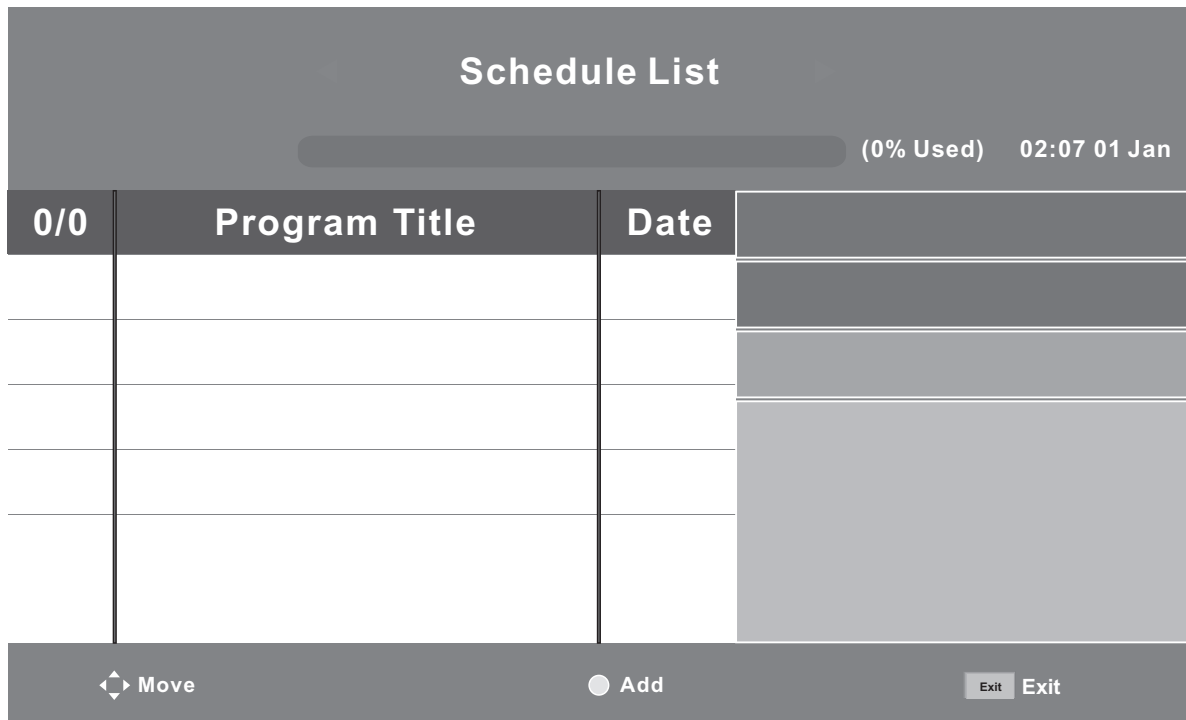 Schedule List
(0% Used) 02:07 01 Jan
0/0 Program Title Date
Move Add Exit Exit